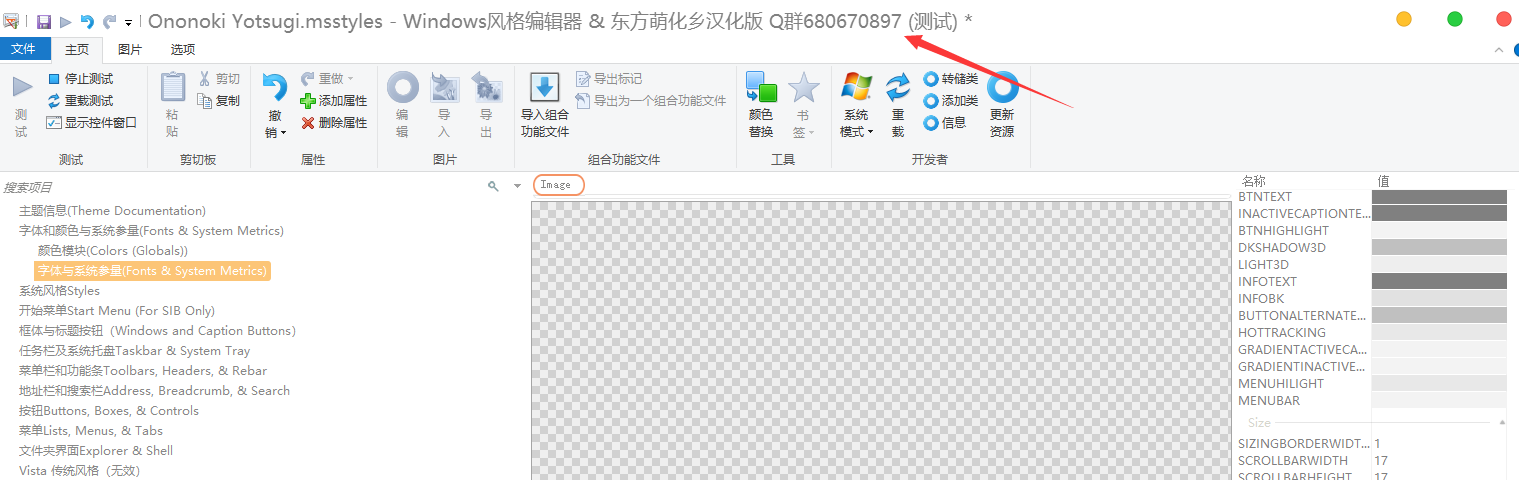 Ononoki Yotsugi.msstyles - Windows风格编辑器 & 东方萌化乡汉化版 Q群680670897 (测试) *
文件 主页 图片 选项
测试
停止测试
重载测试
显示控件窗口
测试
粘贴
剪切
复制
剪切板
撤销
重做
添加属性
删除属性
属性
编辑
导入
导出
图片
导入组合功能文件
导出标记
导出为一个组合功能文件
组合功能文件
颜色替换
书签
工具
系统模式
重载
转储类
添加类
信息
更新资源
开发者
搜索项目
主题信息(Theme Documentation)
字体和颜色与系统参量(Fonts & System Metrics)
颜色模块(Colors (Globals))
字体与系统参量(Fonts & System Metrics)
系统风格Styles
开始菜单Start Menu (For SIB Only)
框体与标题按钮（Windows and Caption Buttons）
任务栏及系统托盘Taskbar & System Tray
菜单栏和功能条Toolbars, Headers, & Rebar
地址栏和搜索栏Address, Breadcrumb, & Search
按钮Buttons, Boxes, & Controls
菜单Lists, Menus, & Tabs
文件夹界面Explorer & Shell
Vista 传统风格（无效）
Image
名称 值
BTNTEXT
INACTIVECAPTIONTE...
BTNHIGHLIGHT
DKSHADOW3D
LIGHT3D
INFOTEXT
INFOBK
BUTTONALTERNATE...
HOTTRACKING
GRADIENTACTIVECA...
GRADIENTINACTIVE...
MENUHILIGHT
MENUBAR
Size
SIZINGBORDERWIDT... 1
SCROLLBARWIDTH 17
SCROLLBARHEIGHT 17